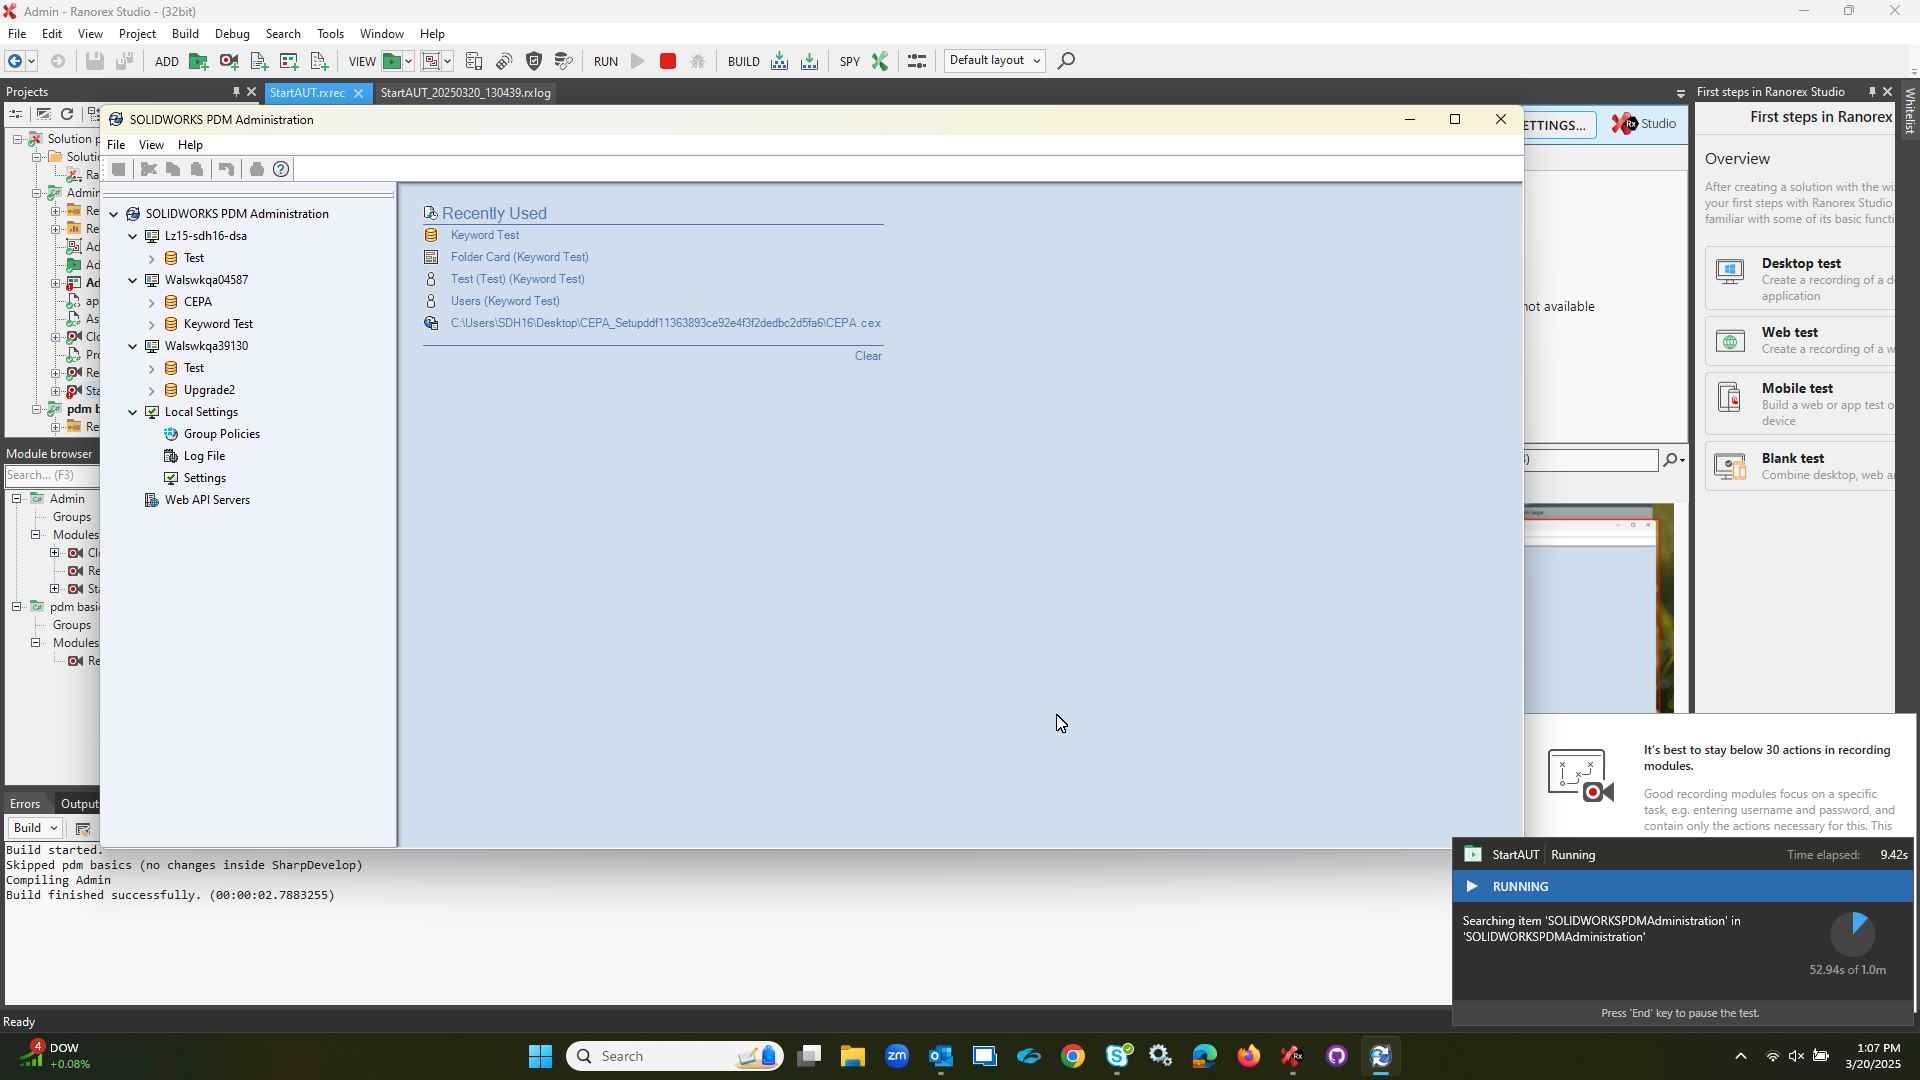 Admin - Ranorex Studio - (32bit)
File Edit View Project Build Debug Search Tools Window Help
ADD VIEW RUN BUILD SPY Default layout
Projects
StartAUT.rxrec
StartAUT_20250320_130439.rxlog
First steps in Ranorex Studio
Whitelist
Solution p
Soluti
Ra
Admin
Re
Re
Ad
Ad
Ad
ap
As
Clo
Pro
Re
Sta
pdm b
Re
SOLIDWORKS PDM Administration
File View Help
SOLIDWORKS PDM Administration
Lz15-sdh16-dsa
Test
Walswkqa04587
CEPA
Keyword Test
Walswkqa39130
Test
Upgrade2
Local Settings
Group Policies
Log File
Settings
Web API Servers
Recently Used
Keyword Test
Folder Card (Keyword Test)
Test (Test) (Keyword Test)
Users (Keyword Test)
C:\Users\SDH16\Desktop\CEPA_Setupddf11363893ce92e4f3f2dedbc2d5fa6\CEPA.cex
Clear
ETTINGS...
Rx Studio
not available
First steps in Ranorex
Overview
After creating a solution with the wi
your first steps with Ranorex Studio
familiar with some of its basic functi
Desktop test
Create a recording of a d
application
Web test
Create a recording of a w
Mobile test
Build a web or app test o
device
Blank test
Combine desktop, web a
Module browser
Search... (F3)
Admin
Groups
Modules
Cl
Re
Sta
pdm basi
Groups
Modules
Re
It's best to stay below 30 actions in recording
modules.
Good recording modules focus on a specific
task, e.g. entering username and password, and
contain only the actions necessary for this. This
Errors Output
Build
Build started.
Skipped pdm basics (no changes inside SharpDevelop)
Compiling Admin
Build finished successfully. (00:00:02.7883255)
StartAUT Running Time elapsed: 9.42s
RUNNING
Searching item 'SOLIDWORKSPDMAdministration' in
'SOLIDWORKSPDMAdministration'
52.94s of 1.0m
Press 'End' key to pause the test.
Ready
4
DOW
+0.08%
Search
zm
Rx
1:07 PM
3/20/2025